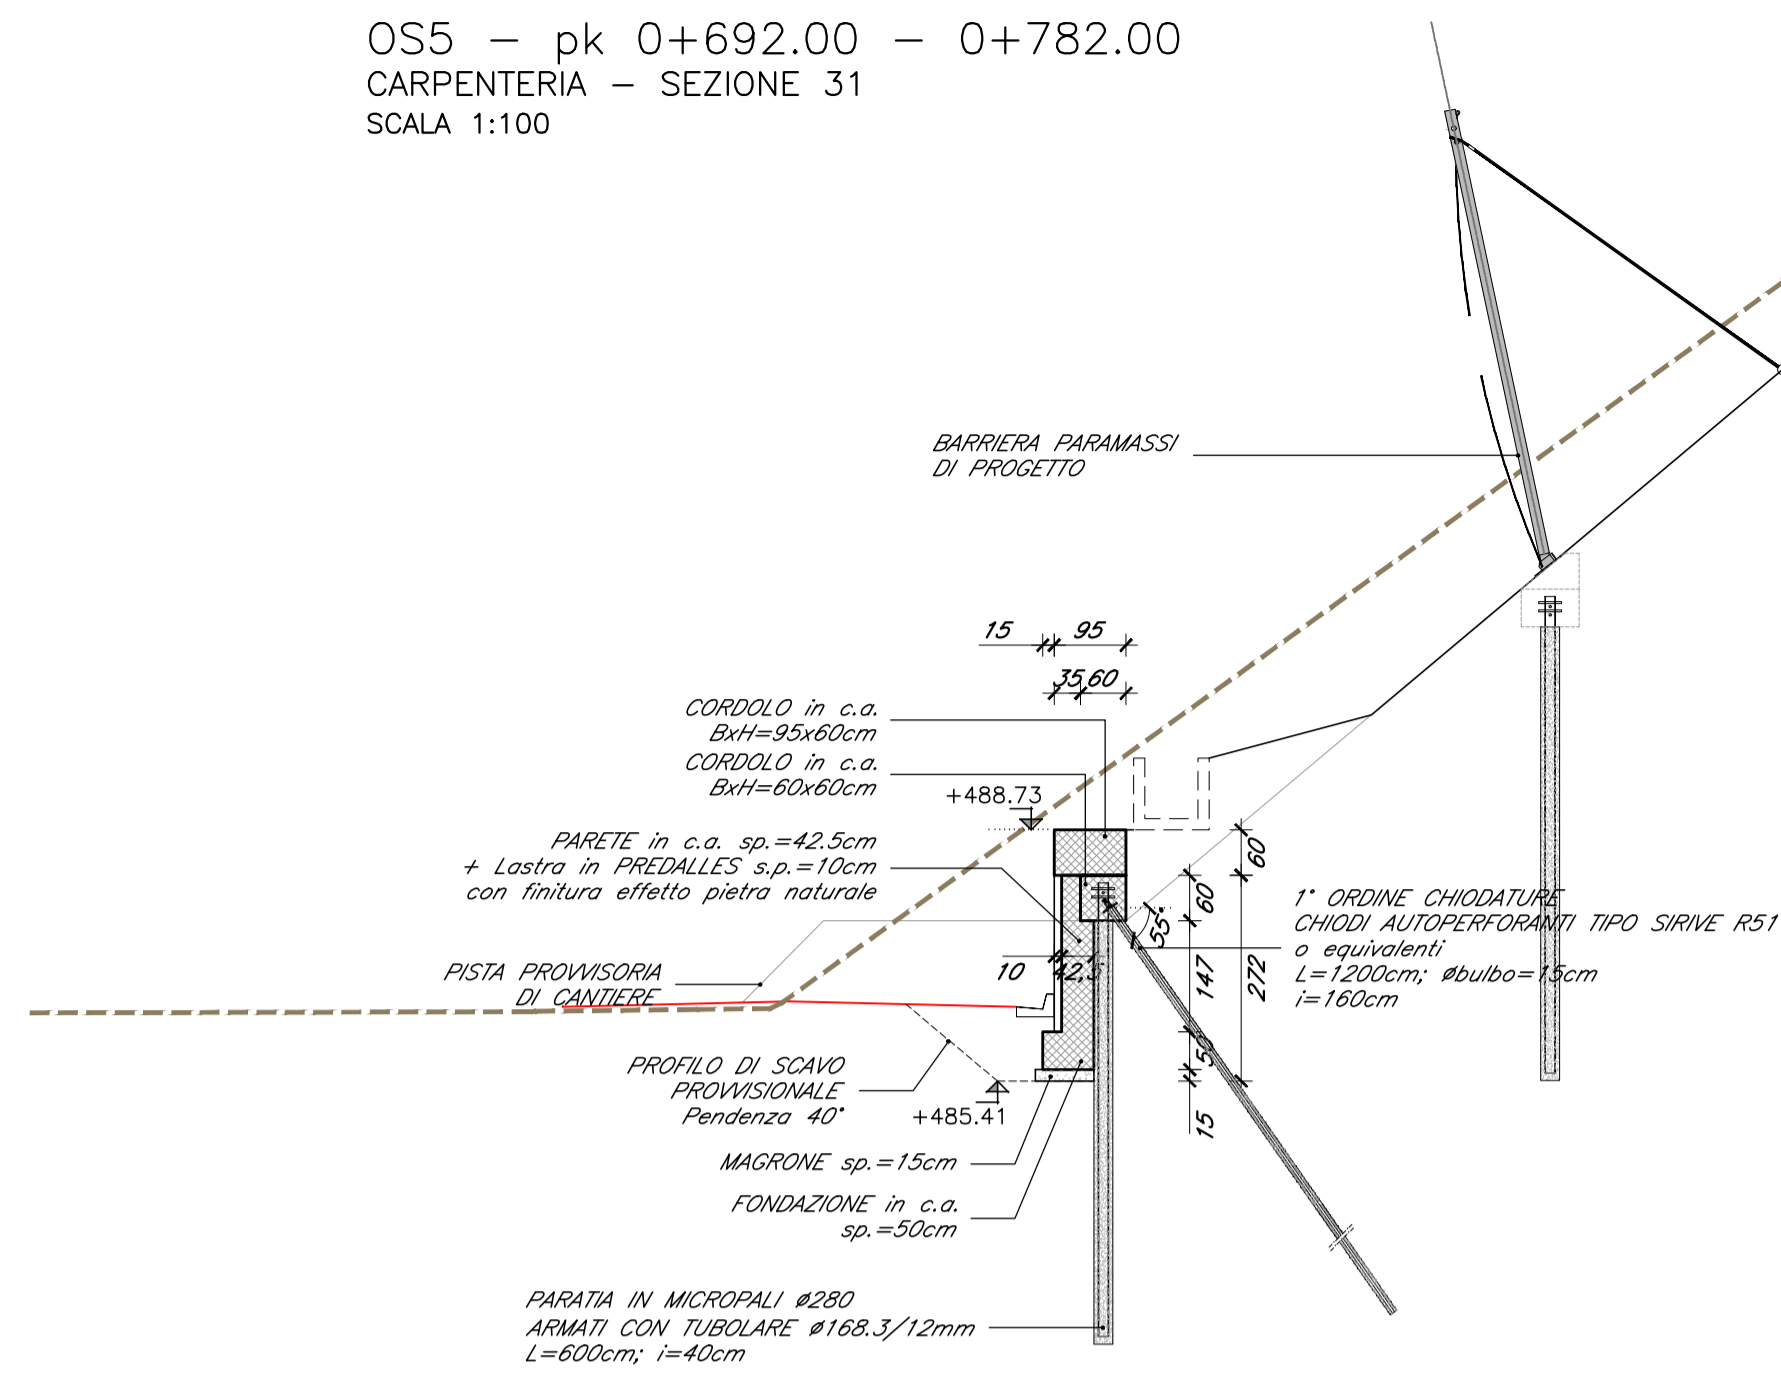 OS5 – pk 0+692.00 – 0+782.00
CARPENTERIA – SEZIONE 31
SCALA 1:100
BARRIERA PARAMASSI
DI PROGETTO
15
95
35
60
CORDOLO in c.a.
BxH=95x60cm
CORDOLO in c.a.
BxH=60x60cm
+488.73
PARETE in c.a. sp.=42.5cm
+ Lastra in PREDALLES s.p.=10cm
con finitura effetto pietra naturale
60
60
55°
147
272
50
15
10
42,5
1° ORDINE CHIODATURE
CHIODI AUTOPERFORANTI TIPO SIRIVE R51
o equivalenti
L=1200cm; øbulbo=15cm
i=160cm
PISTA PROVVISORIA
DI CANTIERE
PROFILO DI SCAVO
PROVVISIONALE
Pendenza 40°
+485.41
MAGRONE sp.=15cm
FONDAZIONE in c.a.
sp.=50cm
PARATIA IN MICROPALI ø280
ARMATI CON TUBOLARE ø168.3/12mm
L=600cm; i=40cm